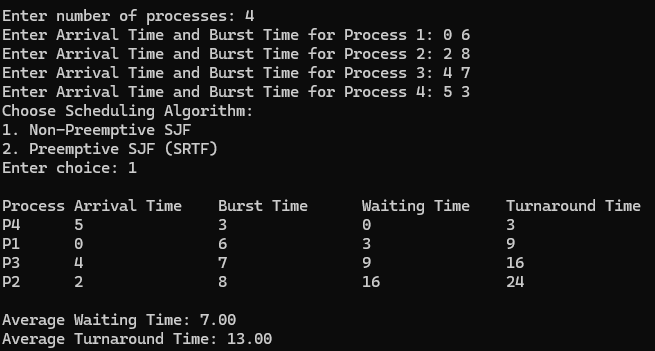 Enter number of processes: 4
Enter Arrival Time and Burst Time for Process 1: 0 6
Enter Arrival Time and Burst Time for Process 2: 2 8
Enter Arrival Time and Burst Time for Process 3: 4 7
Enter Arrival Time and Burst Time for Process 4: 5 3
Choose Scheduling Algorithm:
1. Non-Preemptive SJF
2. Preemptive SJF (SRTF)
Enter choice: 1
Process Arrival Time    Burst Time      Waiting Time    Turnaround Time
P4      5               3               0               3
P1      0               6               3               9
P3      4               7               9               16
P2      2               8               16              24
Average Waiting Time: 7.00
Average Turnaround Time: 13.00